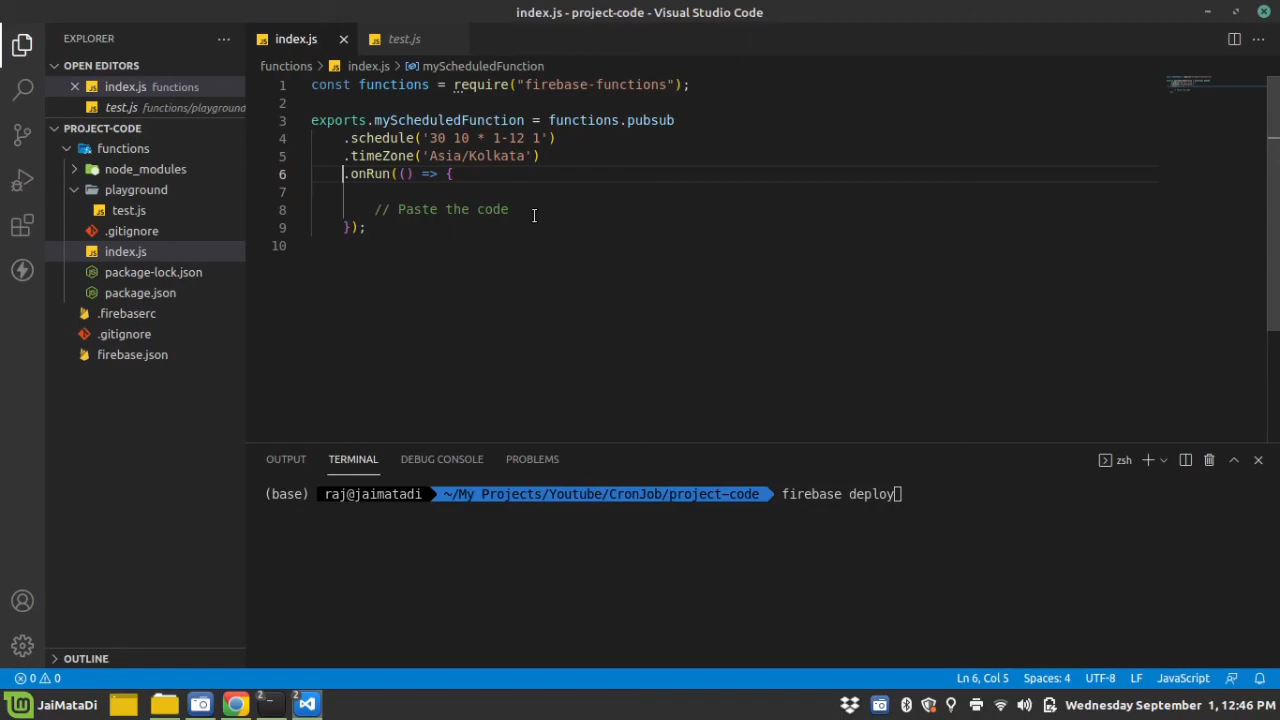 index.js - project-code - Visual Studio Code
EXPLORER
OPEN EDITORS
index.js functions
test.js functions/playground
PROJECT-CODE
functions
node_modules
playground
test.js
.gitignore
index.js
package-lock.json
package.json
.firebaserc
.gitignore
firebase.json
OUTLINE
index.js
test.js
functions > index.js > myScheduledFunction
1 const functions = require("firebase-functions");
2
3 exports.myScheduledFunction = functions.pubsub
4 .schedule('30 10 * 1-12 1')
5 .timeZone('Asia/Kolkata')
6 .onRun(() => {
7
8 // Paste the code
9 });
10
OUTPUT TERMINAL DEBUG CONSOLE PROBLEMS
zsh
(base) raj@jaimatadi ~/My Projects/Youtube/CronJob/project-code firebase deploy
0 0
Ln 6, Col 5 Spaces: 4 UTF-8 LF JavaScript
JaiMataDi
2
2
Wednesday September 1, 12:46 PM